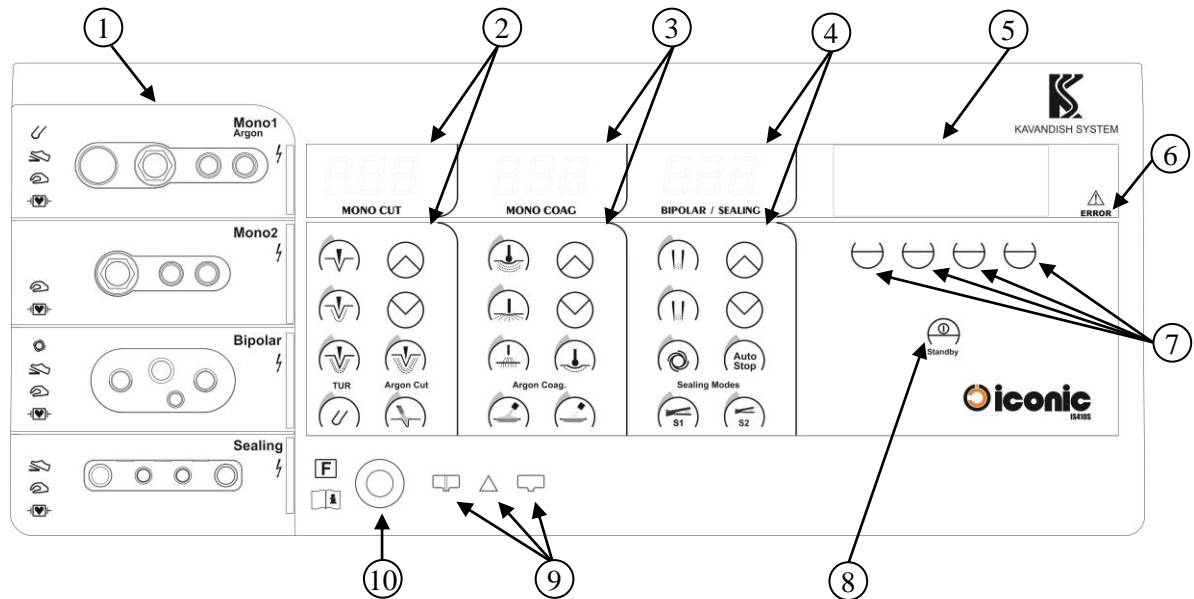 1
2
3
4
5
6
7
8
9
10
KAVANDISH SYSTEM
ERROR
Mono1
Argon
Mono2
Bipolar
Sealing
MONO CUT
MONO COAG
BIPOLAR / SEALING
TUR
Argon Cut
Argon Coag.
Auto
Stop
Sealing Modes
S1
S2
Standby
iconic
IS410S
F
i